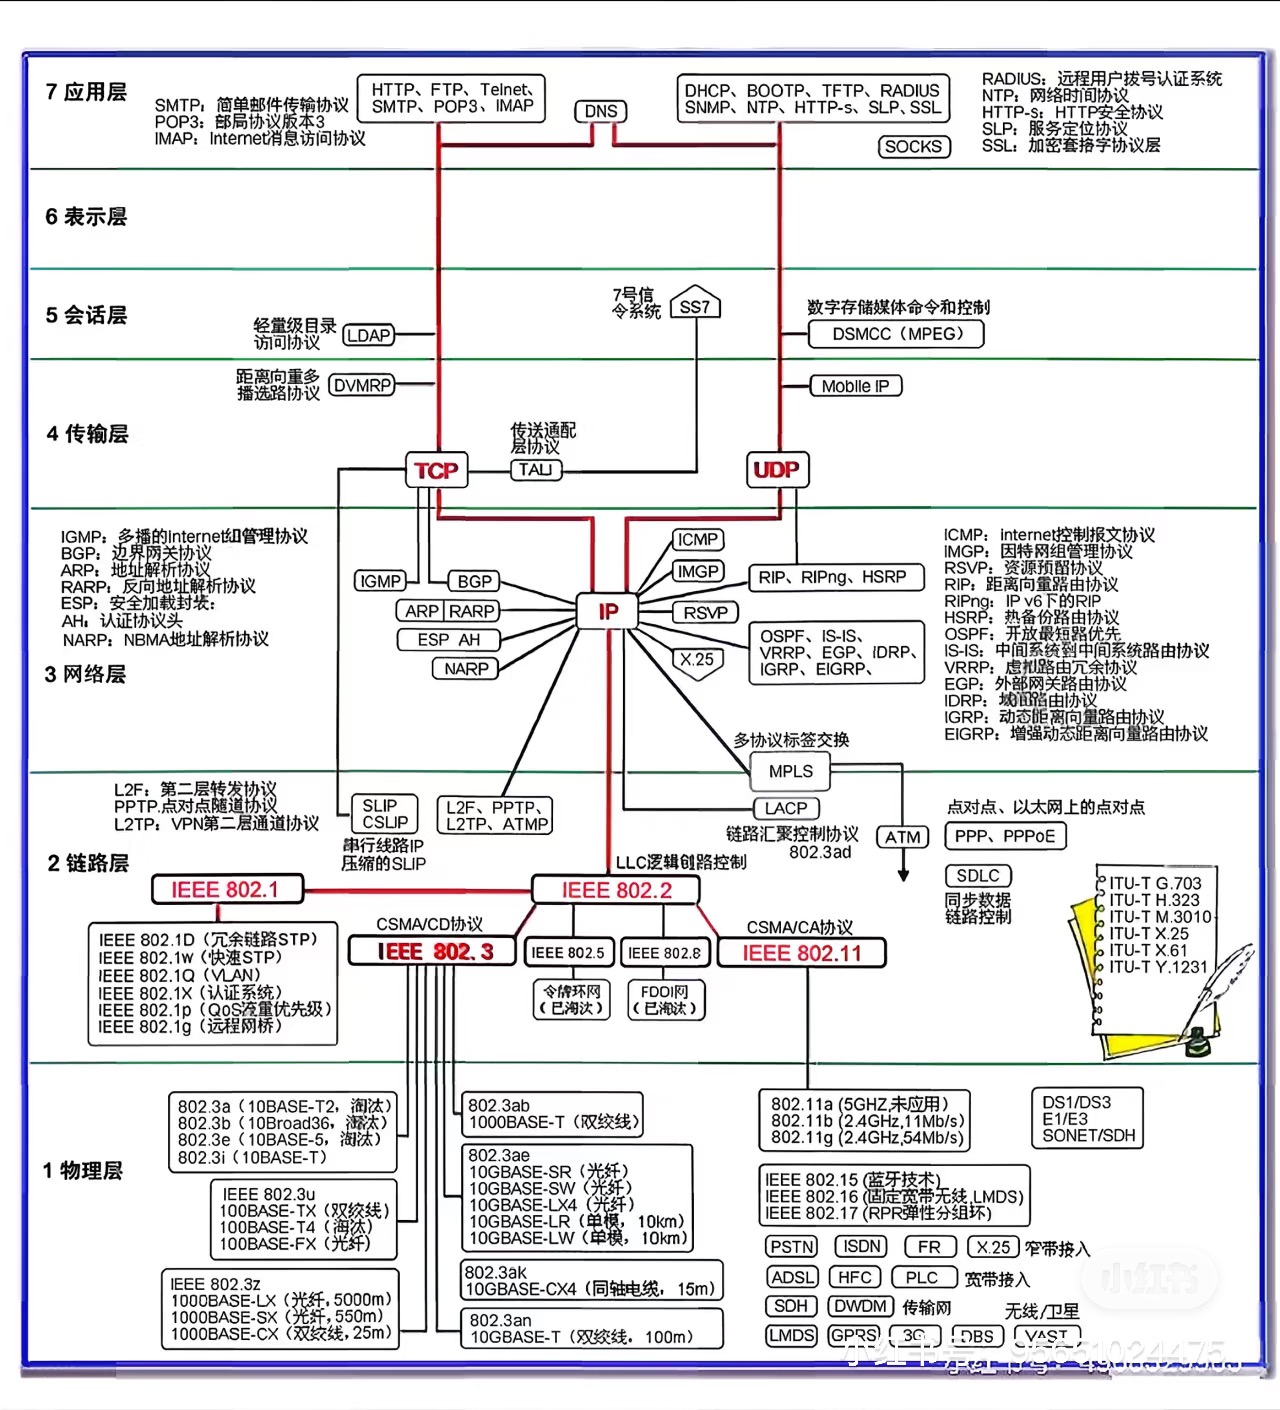 7 应用层
SMTP：简单邮件传输协议
POP3：邮局协议版本3
IMAP：Internet消息访问协议
HTTP、FTP、Telnet、
SMTP、POP3、IMAP
DNS
DHCP、BOOTP、TFTP、RADIUS
SNMP、NTP、HTTP-s、SLP、SSL
SOCKS
RADIUS：远程用户拨号认证系统
NTP：网络时间协议
HTTP-s：HTTP安全协议
SLP：服务定位协议
SSL：加密套接字协议层
6 表示层
5 会话层
轻量级目录
访问协议
LDAP
7号信
令系统
SS7
数字存储媒体命令和控制
DSMCC（MPEG）
4 传输层
距离向重多
播选路协议
DVMRP
Mobile IP
传送通配
层协议
TCP
TALI
UDP
3 网络层
IGMP：多播的Internet组管理协议
BGP：边界网关协议
ARP：地址解析协议
RARP：反向地址解析协议
ESP：安全加载封装：
AH：认证协议头
NARP：NBMA地址解析协议
IGMP
BGP
ARP
RARP
ESP AH
NARP
IP
ICMP
IMGP
RIP、RIPng、HSRP
RSVP
X.25
OSPF、IS-IS、
VRRP、EGP、IDRP、
IGRP、EIGRP、
ICMP：internet控制报文协议
IMGP：因特网组管理协议
RSVP：资源预留协议
RIP：距离向量路由协议
RIPng：IP v6下的RIP
HSRP：热备份路由协议
OSPF：开放最短路优先
IS-IS：中间系统到中间系统路由协议
VRRP：虚拟路由冗余协议
EGP：外部网关路由协议
IDRP：域间路由协议
IGRP：动态距离向量路由协议
EIGRP：增强动态距离向量路由协议
多协议标签交换
MPLS
2 链路层
L2F：第二层转发协议
PPTP.点对点隧道协议
L2TP：VPN第二层通道协议
SLIP
CSLIP
串行线路IP
压缩的SLIP
L2F、PPTP、
L2TP、ATMP
LACP
链路汇聚控制协议
802.3ad
ATM
点对点、以太网上的点对点
PPP、PPPoE
SDLC
同步数据
链路控制
LLC逻辑创路控制
IEEE 802.1
IEEE 802.2
IEEE 802.1D（冗余链路STP）
IEEE 802.1w（快速STP）
IEEE 802.1Q（VLAN）
IEEE 802.1X（认证系统）
IEEE 802.1p（QoS流量优先级）
IEEE 802.1g（远程网桥）
CSMA/CD协议
IEEE 802.3
IEEE 802.5
IEEE 802.8
CSMA/CA协议
IEEE 802.11
令牌环网
（已淘汰）
FDDI网
（已淘汰）
ITU-T G.703
ITU-T H.323
ITU-T M.3010
ITU-T X.25
ITU-T X.61
ITU-T Y.1231
1 物理层
802.3a（10BASE-T2，淘汰）
802.3b（10Broad36，淘汰）
802.3e（10BASE-5，淘汰）
802.3i（10BASE-T）
IEEE 802.3u
100BASE-TX（双绞线）
100BASE-T4（淘汰）
100BASE-FX（光纤）
IEEE 802.3z
1000BASE-LX（光纤,5000m）
1000BASE-SX（光纤,550m）
1000BASE-CX（双绞线,25m）
802.3ab
1000BASE-T（双绞线）
802.3ae
10GBASE-SR（光纤）
10GBASE-SW（光纤）
10GBASE-LX4（光纤）
10GBASE-LR（单模，10km）
10GBASE-LW（单模，10km）
802.3ak
10GBASE-CX4（同轴电线，15m）
802.3an
10GBASE-T（双绞线，100m）
802.11a (5GHZ,未应用)
802.11b (2.4GHz,11Mb/s)
802.11g (2.4GHz,54Mb/s)
DS1/DS3
E1/E3
SONET/SDH
IEEE 802.15 (蓝牙技术)
IEEE 802.16 (固定宽带无线,LMDS)
IEEE 802.17 (RPR弹性分组环)
PSTN
ISDN
FR
X.25
窄带接入
ADSL
HFC
PLC
宽带接入
SDH
DWDM
传输网
无线/卫星
LMDS
GPRS
3G
DBS
VAST
小红书